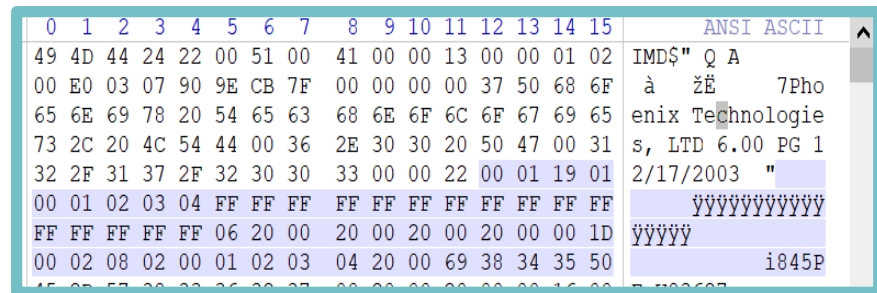 0 1 2 3 4 5 6 7 8 9 10 11 12 13 14 15 ANSI ASCII
49 4D 44 24 22 00 51 00 41 00 00 13 00 00 01 02 IMD$" Q A
00 E0 03 07 90 9E CB 7F 00 00 00 00 37 50 68 6F à žË 7Pho
65 6E 69 78 20 54 65 63 68 6E 6F 6C 6F 67 69 65 enix Technologie
73 2C 20 4C 54 44 00 36 2E 30 30 20 50 47 00 31 s, LTD 6.00 PG 1
32 2F 31 37 2F 32 30 30 33 00 00 22 00 01 19 01 2/17/2003 "
00 01 02 03 04 FF FF FF FF FF FF FF FF FF FF FF ÿÿÿÿÿÿÿÿÿÿÿ
FF FF FF FF FF 06 20 00 20 00 20 00 20 00 00 1D ÿÿÿÿÿ
00 02 08 02 00 01 02 03 04 20 00 69 38 34 35 50 i845P